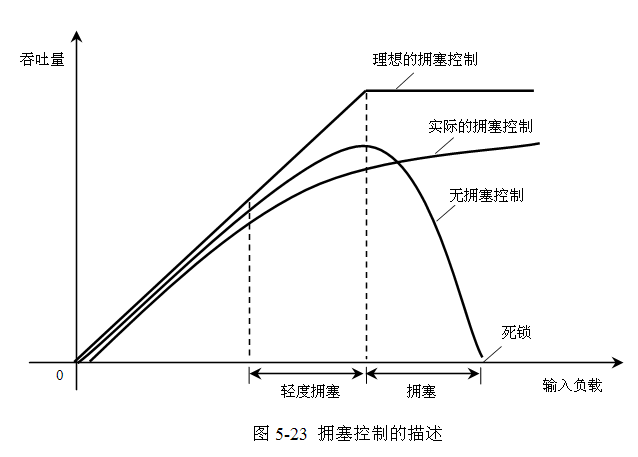 吞吐量
理想的拥塞控制
实际的拥塞控制
无拥塞控制
死锁
0
轻度拥塞
拥塞
输入负载
图 5-23 拥塞控制的描述